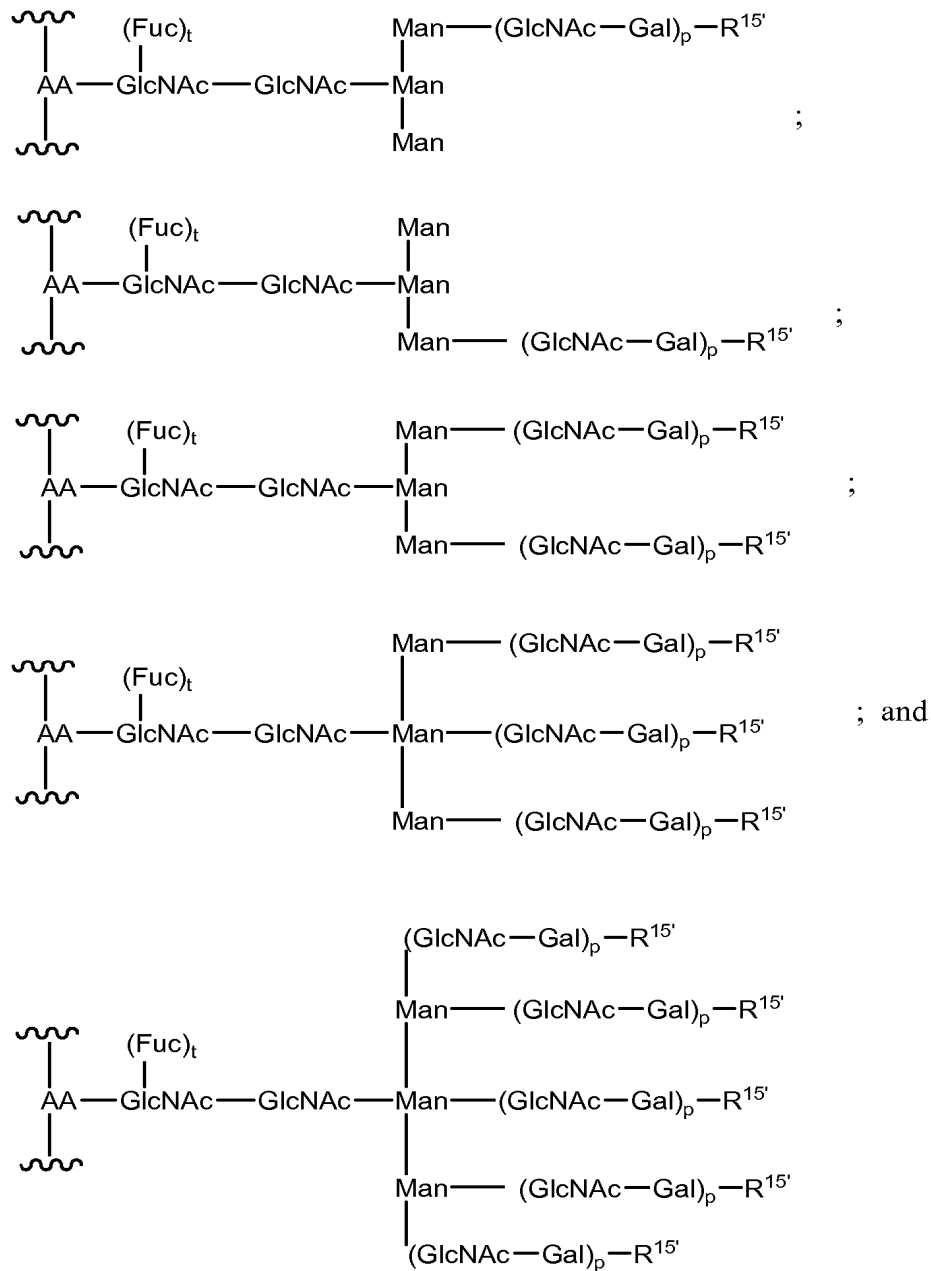 Man—(GlcNAc—Gal)p—R15'
(Fuc)t
AA—GlcNAc—GlcNAc—Man
;
Man
Man
(Fuc)t
AA—GlcNAc—GlcNAc—Man
;
Man—(GlcNAc—Gal)p—R15'
Man—(GlcNAc—Gal)p—R15'
(Fuc)t
AA—GlcNAc—GlcNAc—Man
;
Man—(GlcNAc—Gal)p—R15'
Man—(GlcNAc—Gal)p—R15'
(Fuc)t
; and
AA—GlcNAc—GlcNAc—Man—(GlcNAc—Gal)p—R15'
Man—(GlcNAc—Gal)p—R15'
(GlcNAc—Gal)p—R15'
Man—(GlcNAc—Gal)p—R15'
(Fuc)t
AA—GlcNAc—GlcNAc—Man—(GlcNAc—Gal)p—R15'
Man—(GlcNAc—Gal)p—R15'
(GlcNAc—Gal)p—R15'